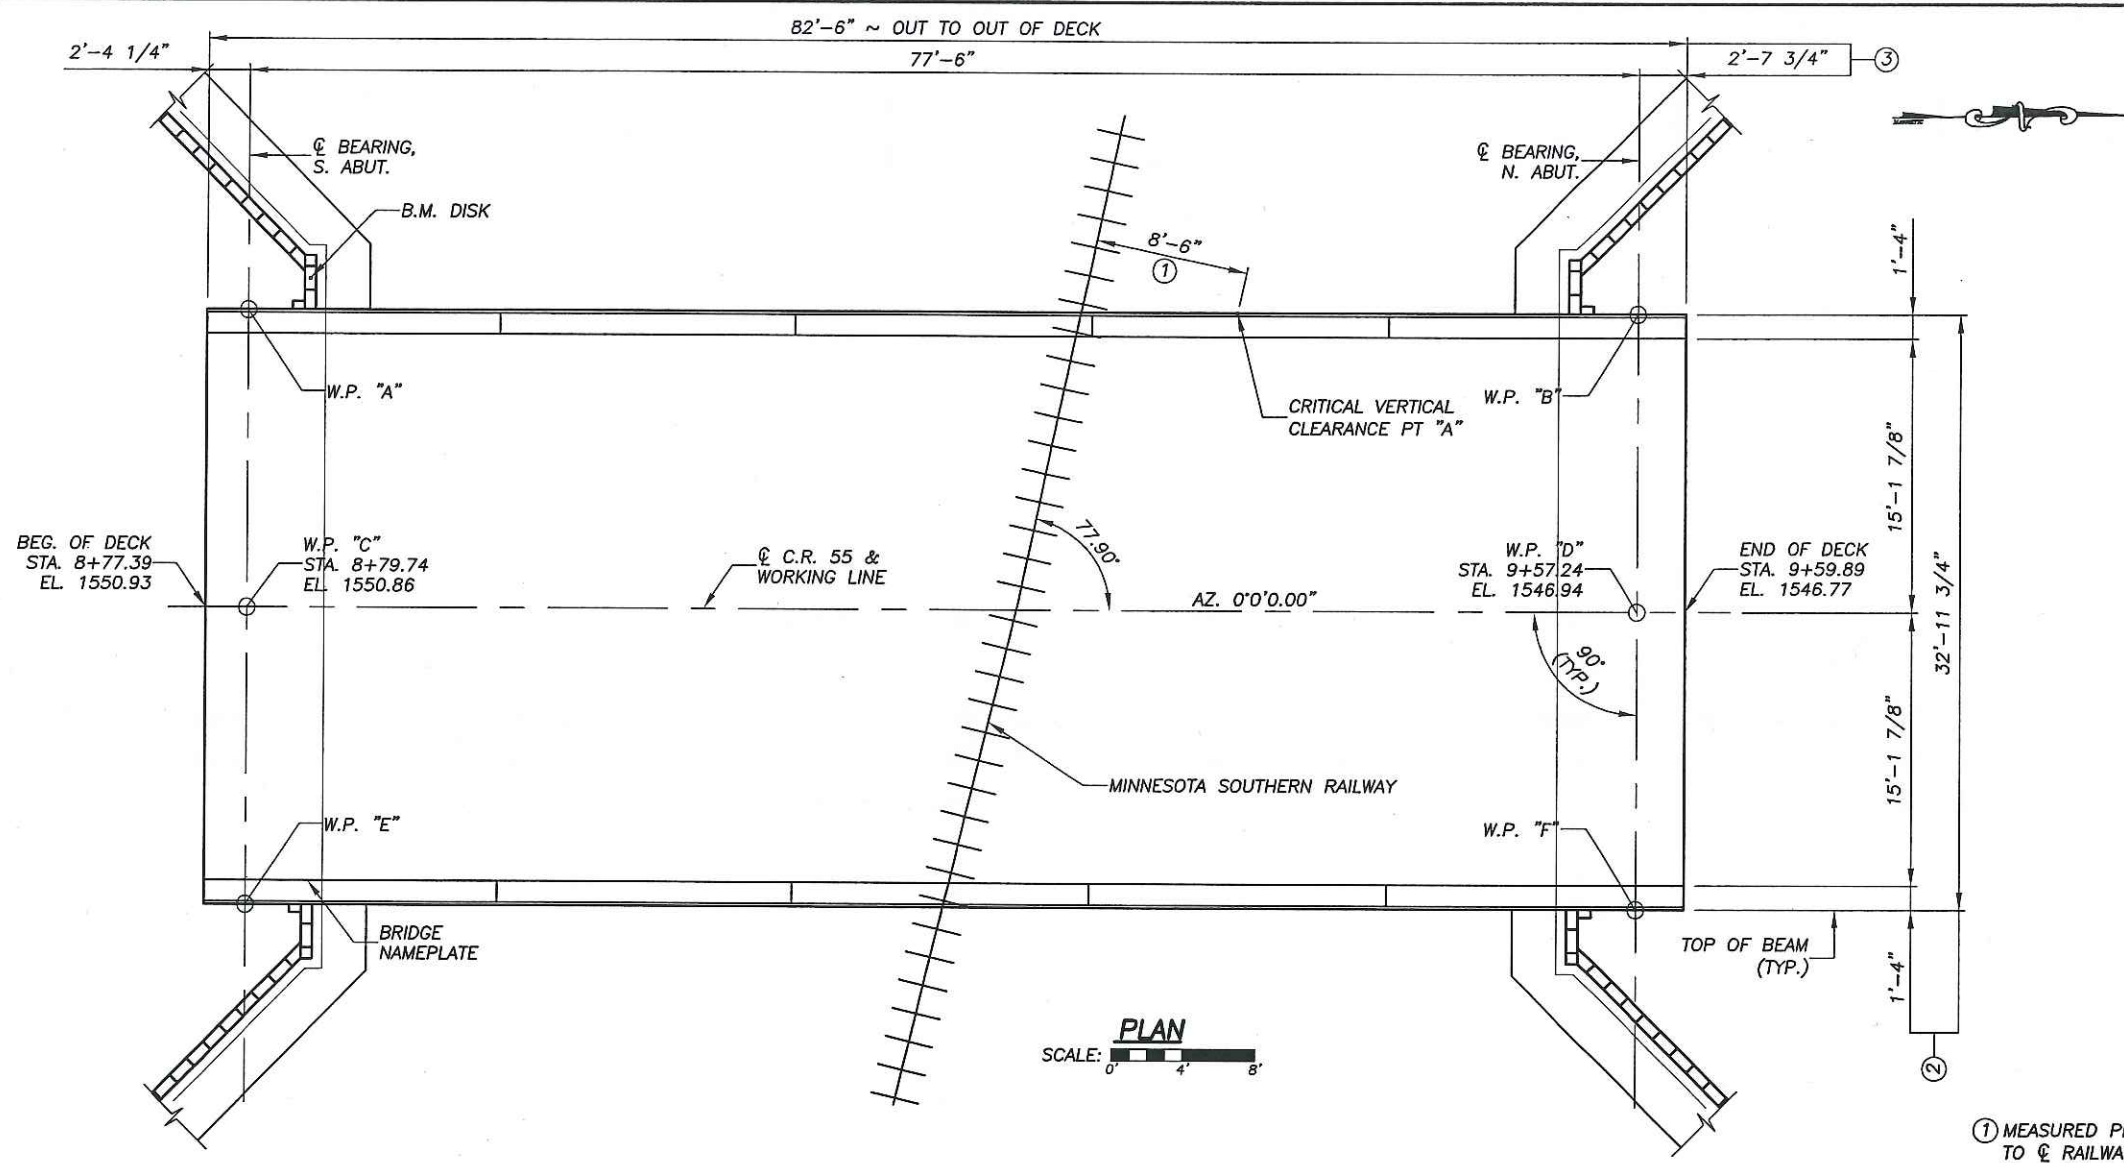 82'-6" ~ OUT TO OUT OF DECK
2'-4 1/4"
77'-6"
2'-7 3/4"
3
℄ BEARING,
S. ABUT.
℄ BEARING,
N. ABUT.
B.M. DISK
8'-6"
1
1'-4"
W.P. "A"
CRITICAL VERTICAL
CLEARANCE PT "A"
W.P. "B"
15'-1 7/8"
77.90°
BEG. OF DECK
STA. 8+77.39
EL. 1550.93
W.P. "C"
STA. 8+79.74
EL. 1550.86
℄ C.R. 55 &
WORKING LINE
AZ. 0°0'0.00"
W.P. "D"
STA. 9+57.24
EL. 1546.94
END OF DECK
STA. 9+59.89
EL. 1546.77
32'-11 3/4"
90°
(TYP.)
15'-1 7/8"
MINNESOTA SOUTHERN RAILWAY
W.P. "E"
W.P. "F"
BRIDGE
NAMEPLATE
TOP OF BEAM
(TYP.)
1'-4"
2
PLAN
SCALE:
0' 4' 8'
1 MEASURED
TO ℄